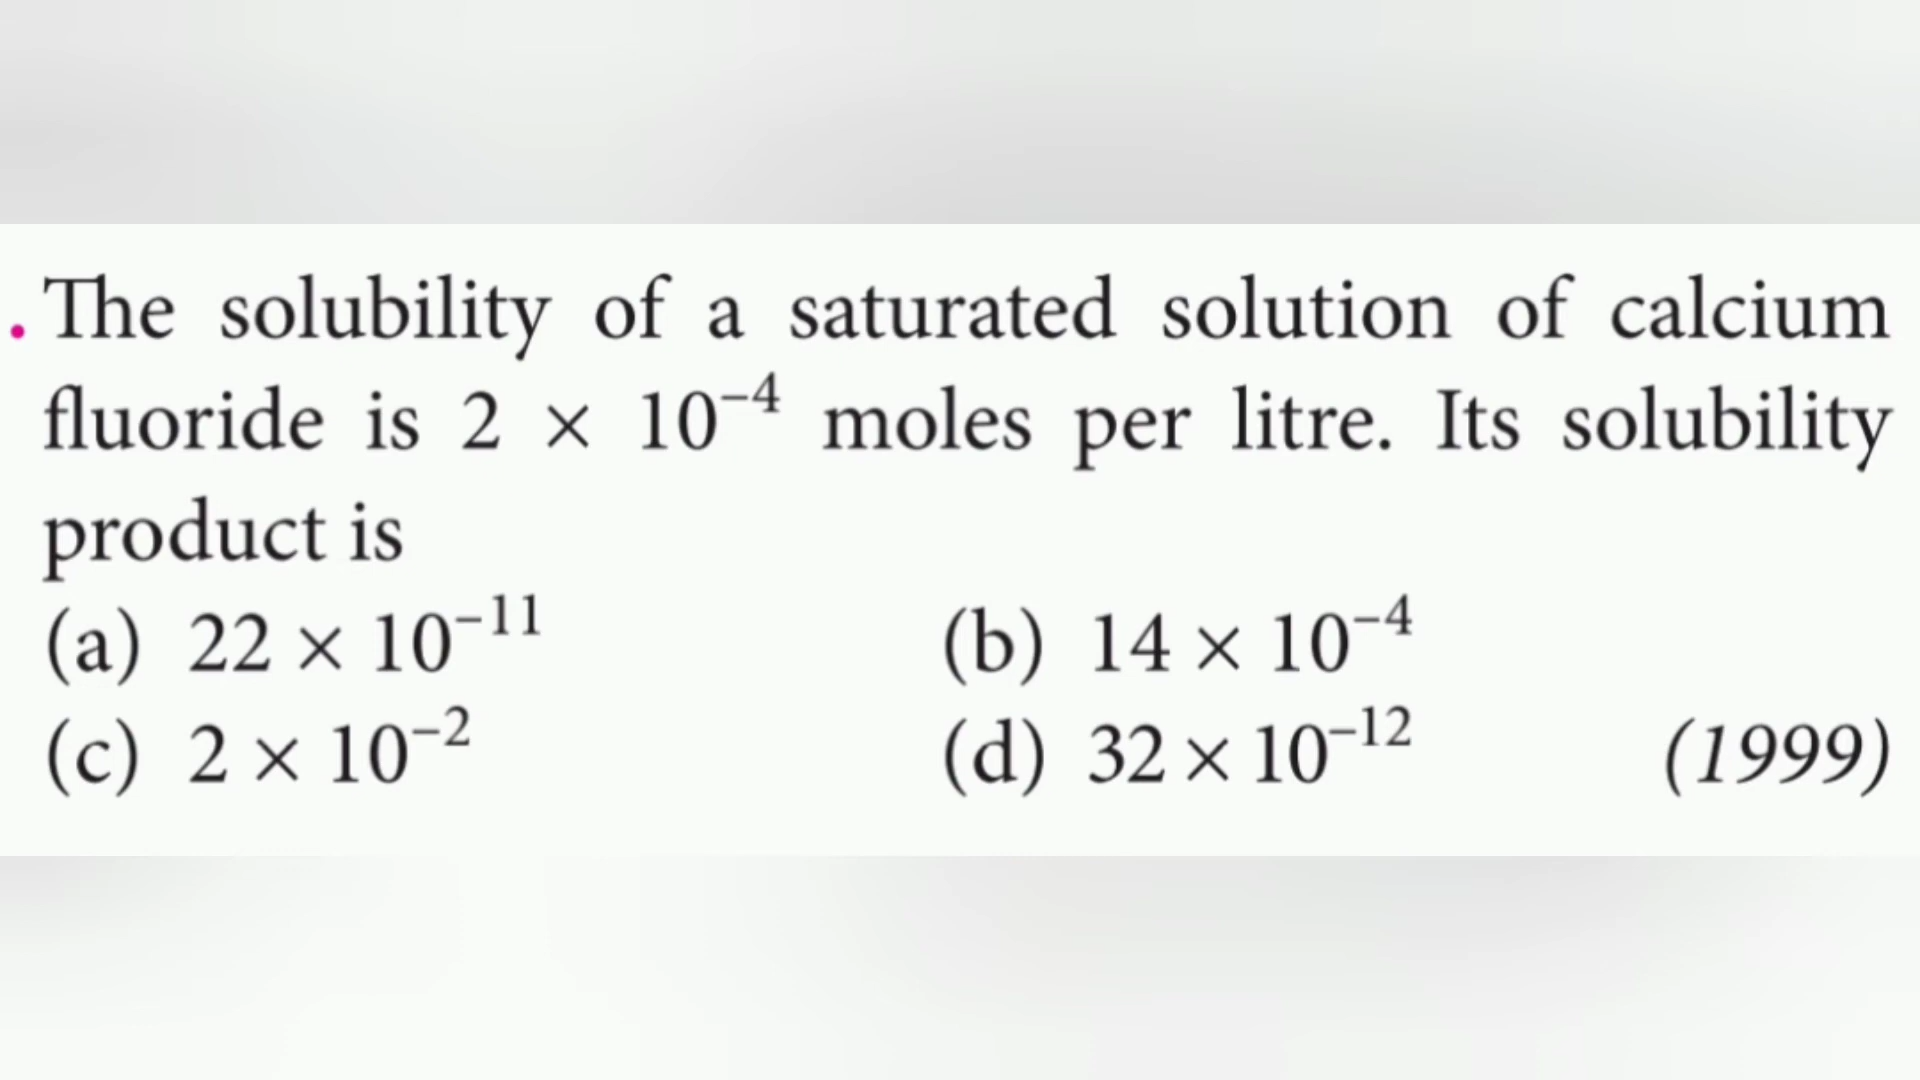 . The solubility of a saturated solution of calcium
fluoride is 2 × 10⁻⁴ moles per litre. Its solubility
product is
(a) 22 × 10⁻¹¹ (b) 14 × 10⁻⁴
(c) 2 × 10⁻² (d) 32 × 10⁻¹² (1999)